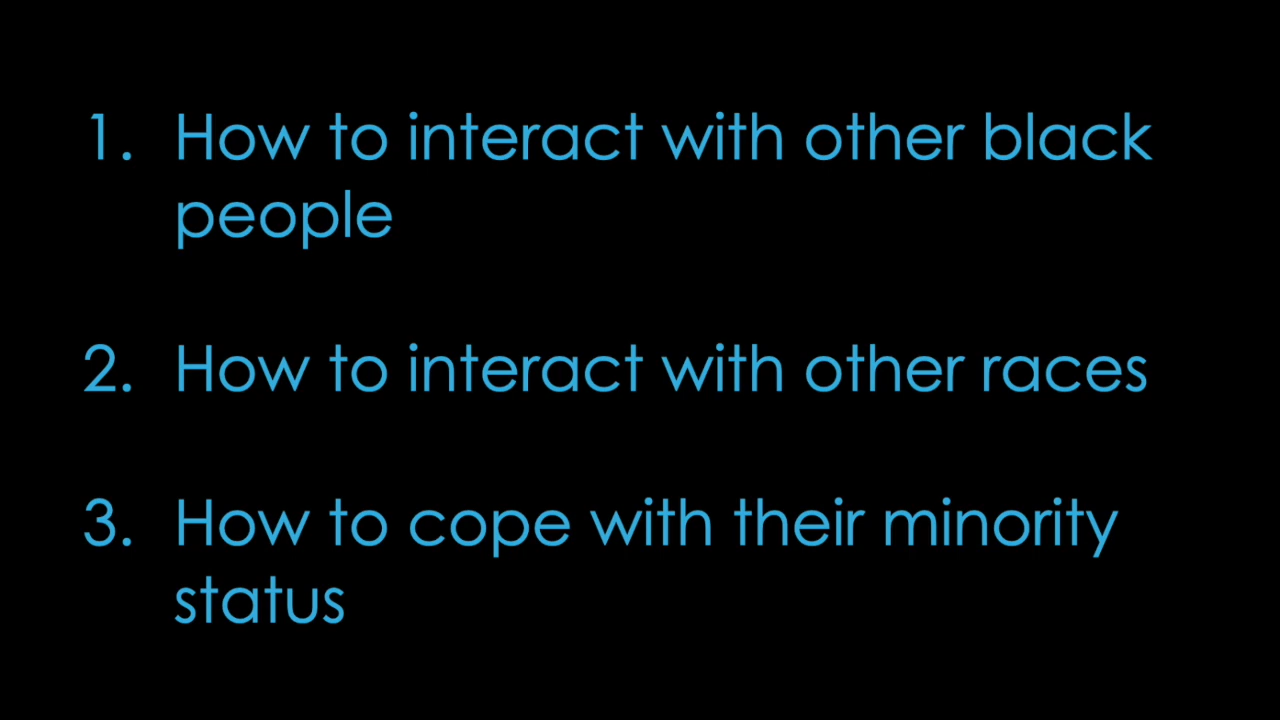 1. How to interact with other black
people
2. How to interact with other races
3. How to cope with their minority
status